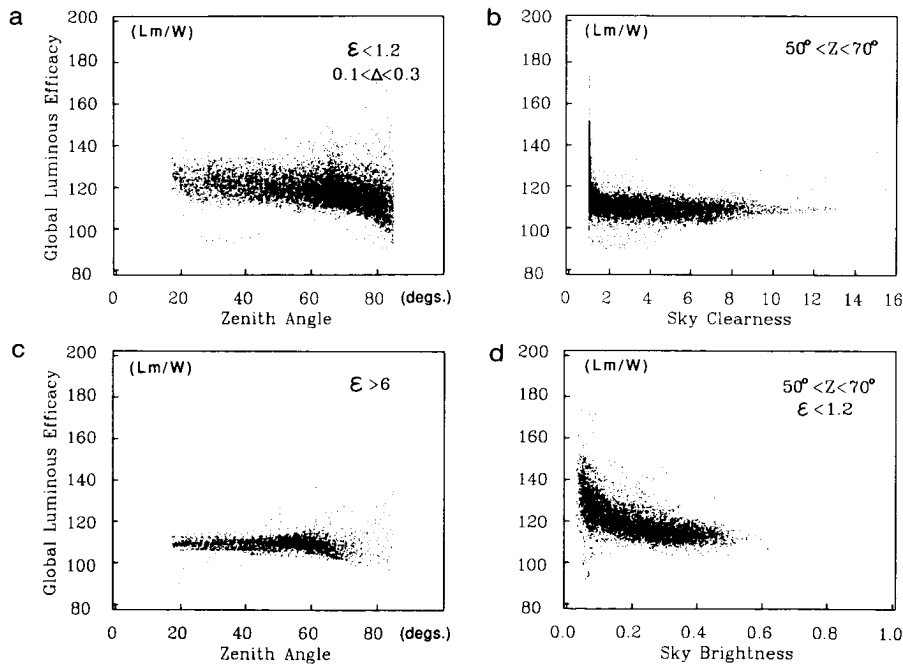 a
(Lm/W)
ε<1.2
0.1<Δ<0.3
200
180
160
140
120
100
80
Global Luminous Efficacy
0 20 40 60 80 (degs.)
Zenith Angle
b
(Lm/W)
50°<Z<70°
200
180
160
140
120
100
80
0 2 4 6 8 10 12 14 16
Sky Clearness
c
(Lm/W)
ε>6
200
180
160
140
120
100
80
Global Luminous Efficacy
0 20 40 60 80 (degs.)
Zenith Angle
d
(Lm/W)
50°<Z<70°
ε<1.2
200
180
160
140
120
100
80
0.0 0.2 0.4 0.6 0.8 1.0
Sky Brightness